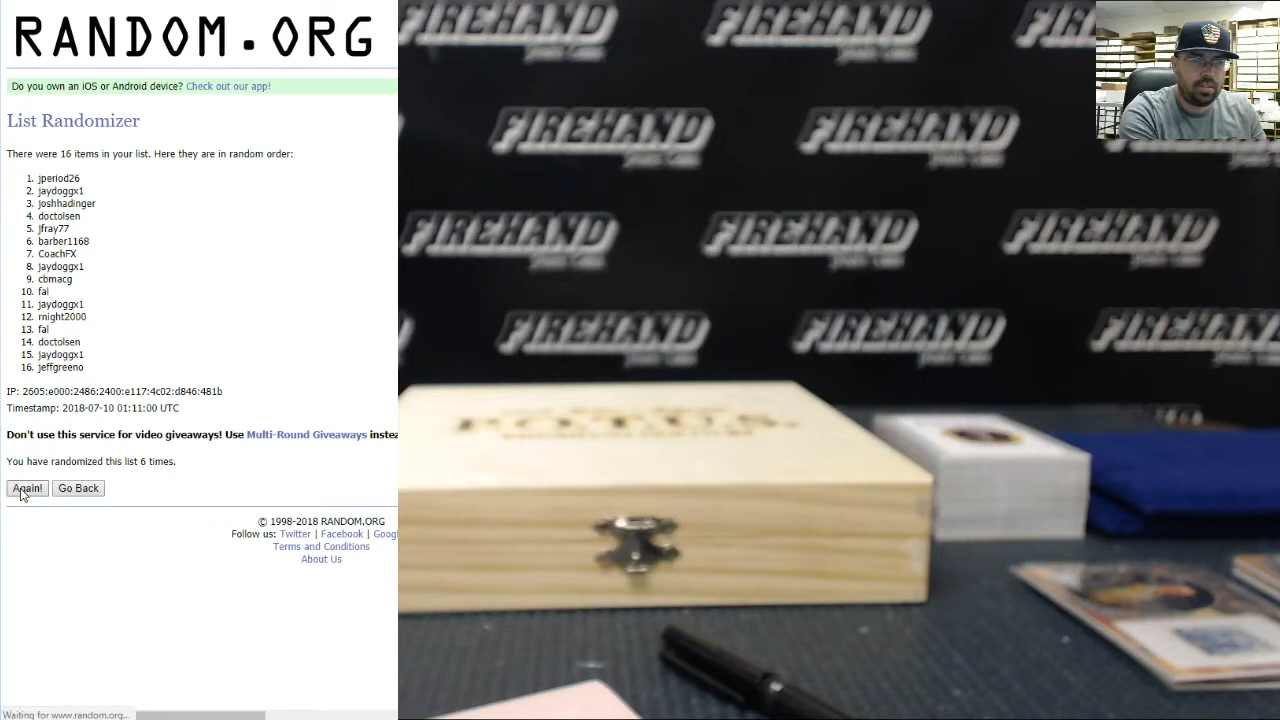 RANDOM.ORG
Do you own an iOS or Android device? Check out our app!
List Randomizer
There were 16 items in your list. Here they are in random order:
1. jperiod26
2. jaydoggx1
3. joshhadinger
4. doctolsen
5. jfray77
6. barber1168
7. CoachFX
8. jaydoggx1
9. cbmacg
10. fal
11. jaydoggx1
12. rnight2000
13. fal
14. doctolsen
15. jaydoggx1
16. jeffgreeno
IP: 2605:e000:2486:2400:e117:4c02:d846:481b
Timestamp: 2018-07-10 01:11:00 UTC
Don't use this service for video giveaways! Use Multi-Round Giveaways instea
You have randomized this list 6 times.
Again! Go Back
© 1998-2018 RANDOM.ORG
Follow us: Twitter | Facebook | Goog
Terms and Conditions
About Us
Waiting for www.random.org...
FIREHAND FIREHAND
FIREHAND FIREHAND
FIREHAND FIREHAND FIREHAND
FIREHAND FIREHAND FIREHAND
POTUS